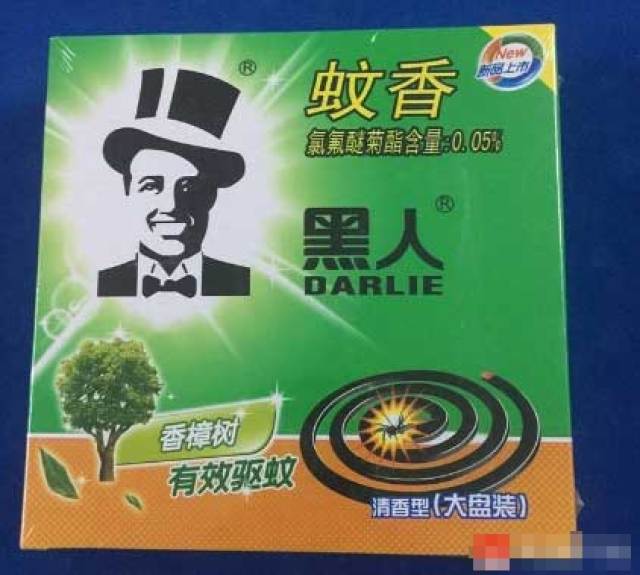 New
新品上市
蚊香
氯氟醚菊酯含量:0.05%
®
黑人®
DARLIE
香樟树
有效驱蚊
清香型(大盘装)